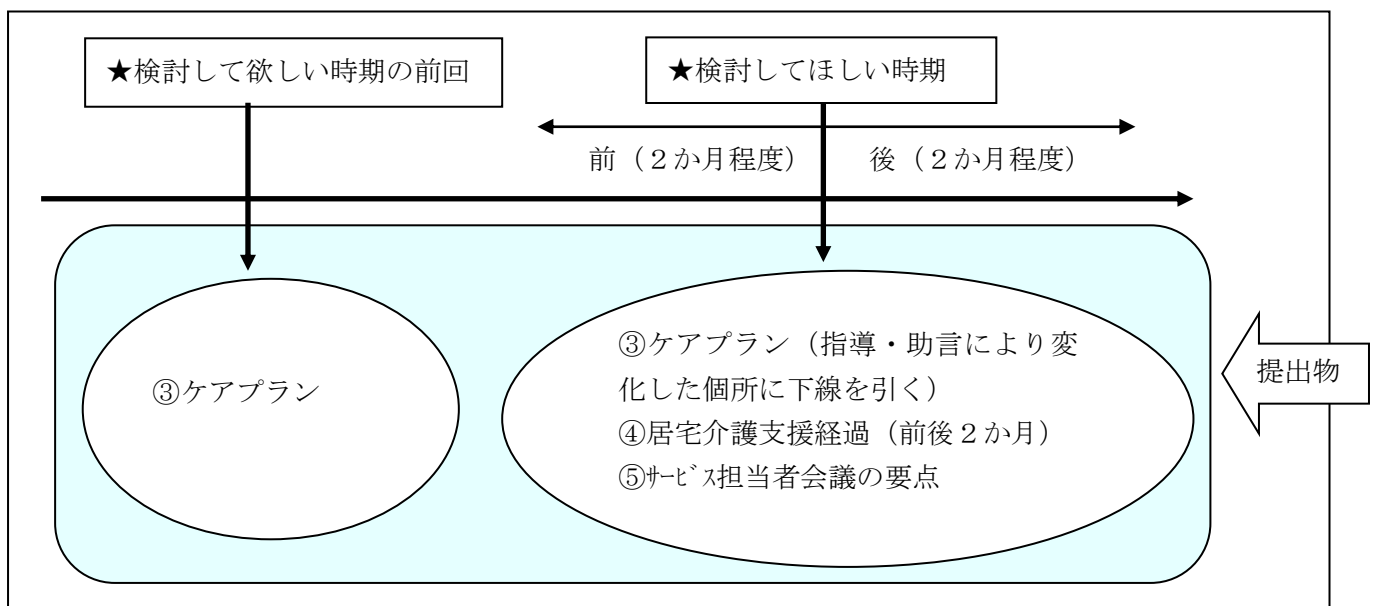 ★検討して欲しい時期の前回
★検討してほしい時期
前（２か月程度）
後（２か月程度）
③ケアプラン
③ケアプラン（指導・助言により変
化した個所に下線を引く）
④居宅介護支援経過（前後２か月）
⑤ｻｰﾋﾞｽ担当者会議の要点
提出物